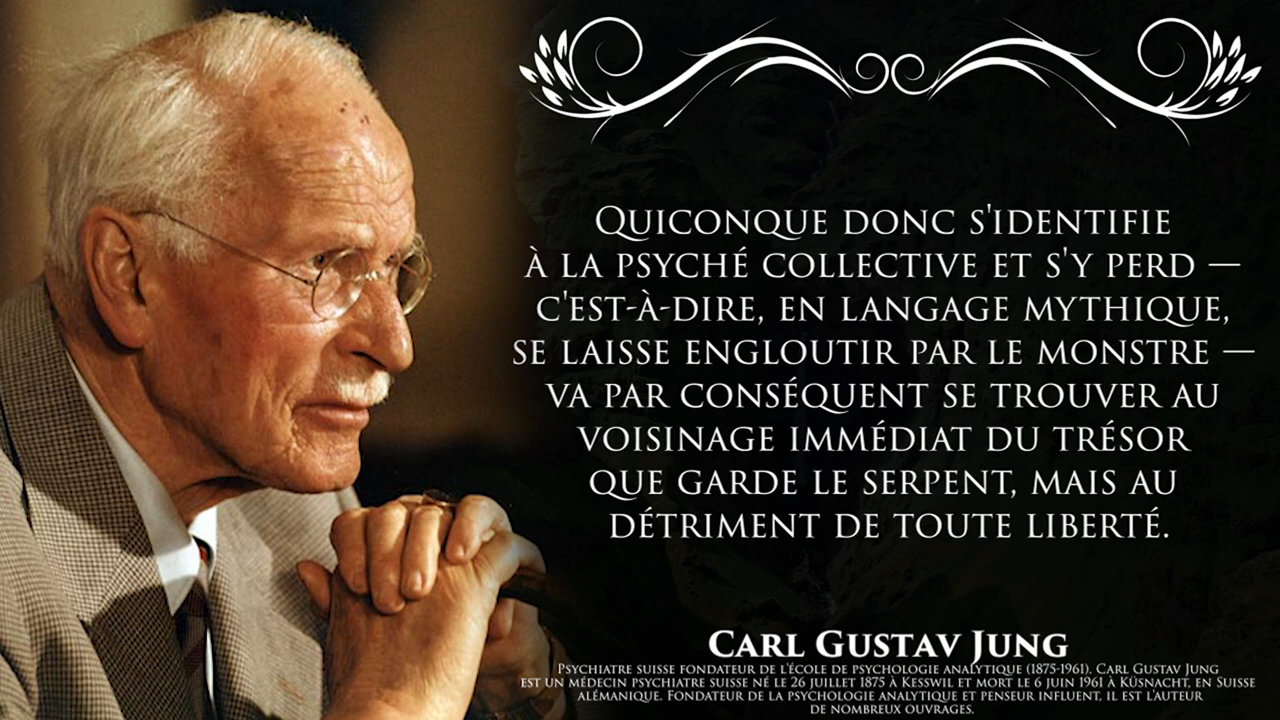 Quiconque donc s'identifie
à la psyché collective et s'y perd —
c'est-à-dire, en langage mythique,
se laisse engloutir par le monstre —
va par conséquent se trouver au
voisinage immédiat du trésor
que garde le serpent, mais au
détriment de toute liberté.
Carl Gustav Jung
Psychiatre suisse fondateur de l'école de psychologie analytique (1875-1961). Carl Gustav Jung
est un médecin psychiatre suisse né le 26 juillet 1875 à Kesswil et mort le 6 juin 1961 à Küsnacht, en Suisse
alémanique. Fondateur de la psychologie analytique et penseur influent, il est l'auteur
de nombreux ouvrages.